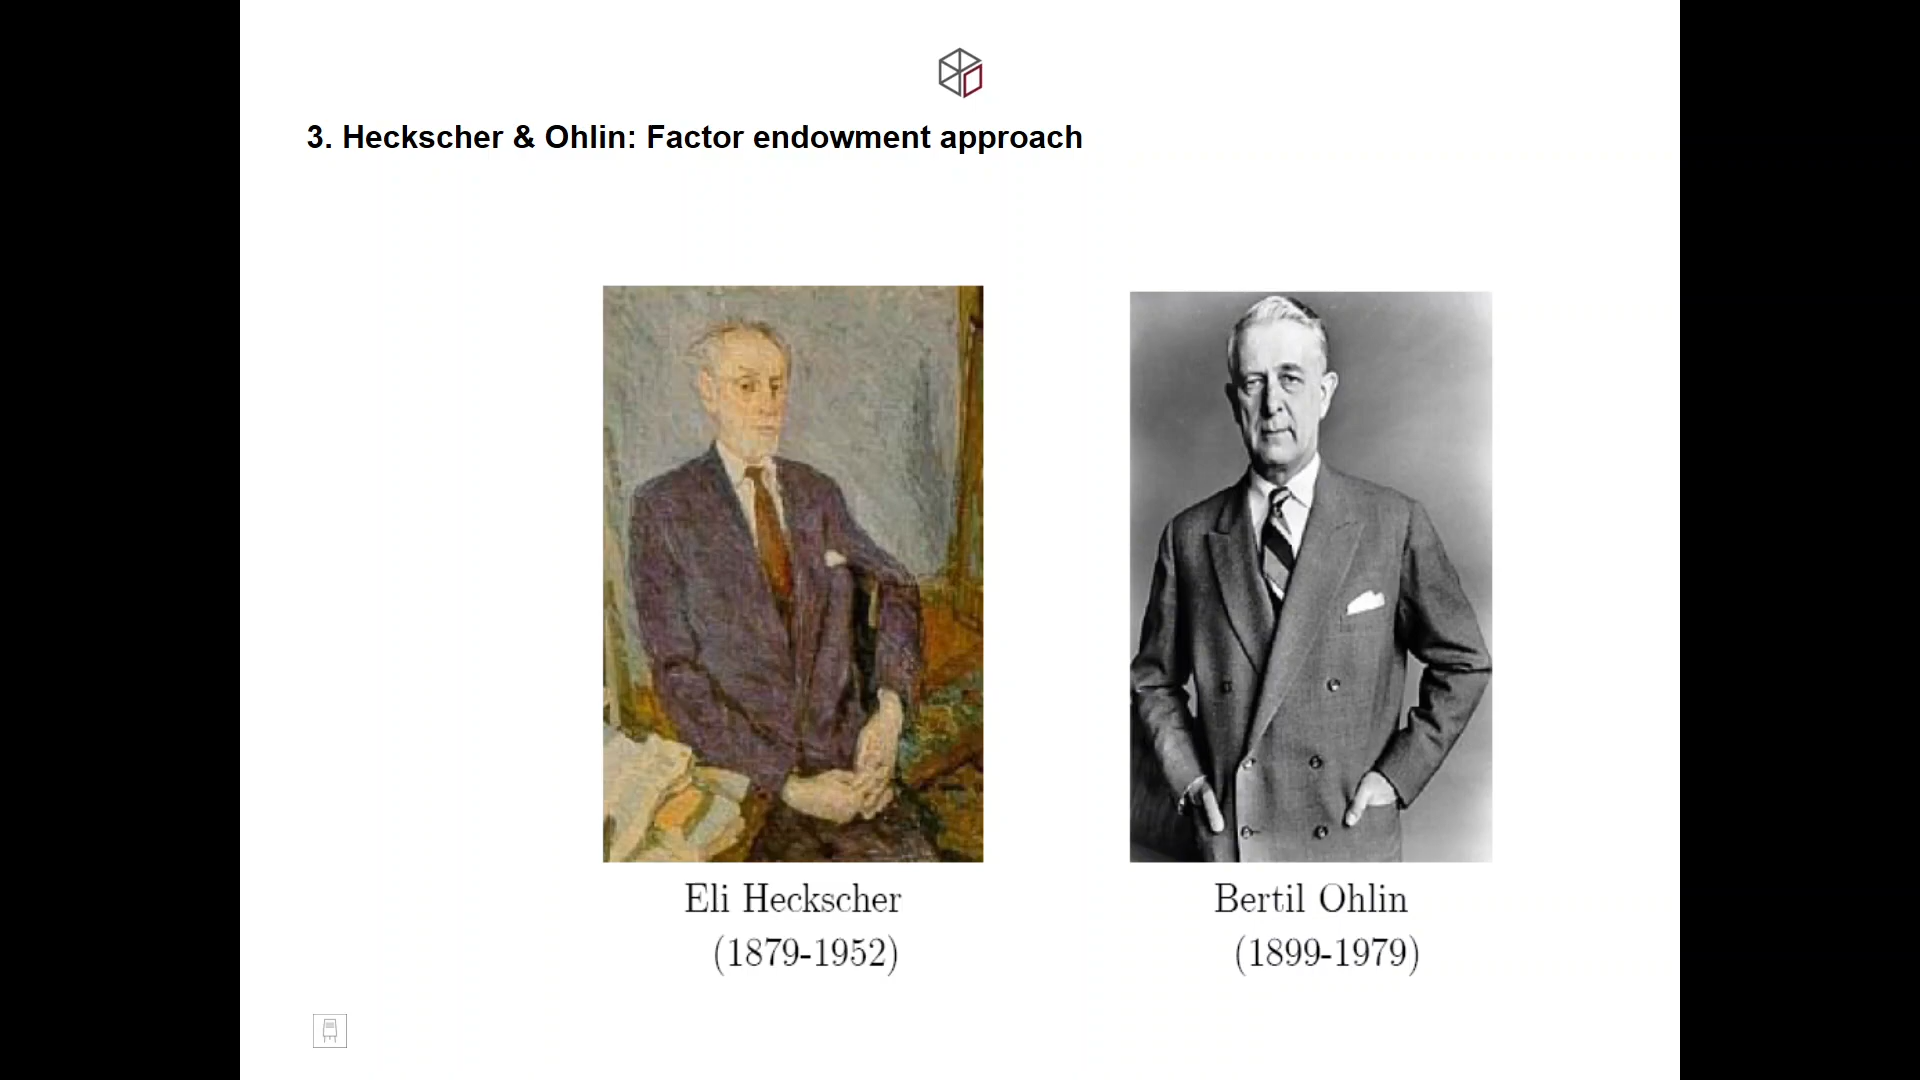 3. Heckscher & Ohlin: Factor endowment approach
Eli Heckscher
(1879-1952)
Bertil Ohlin
(1899-1979)